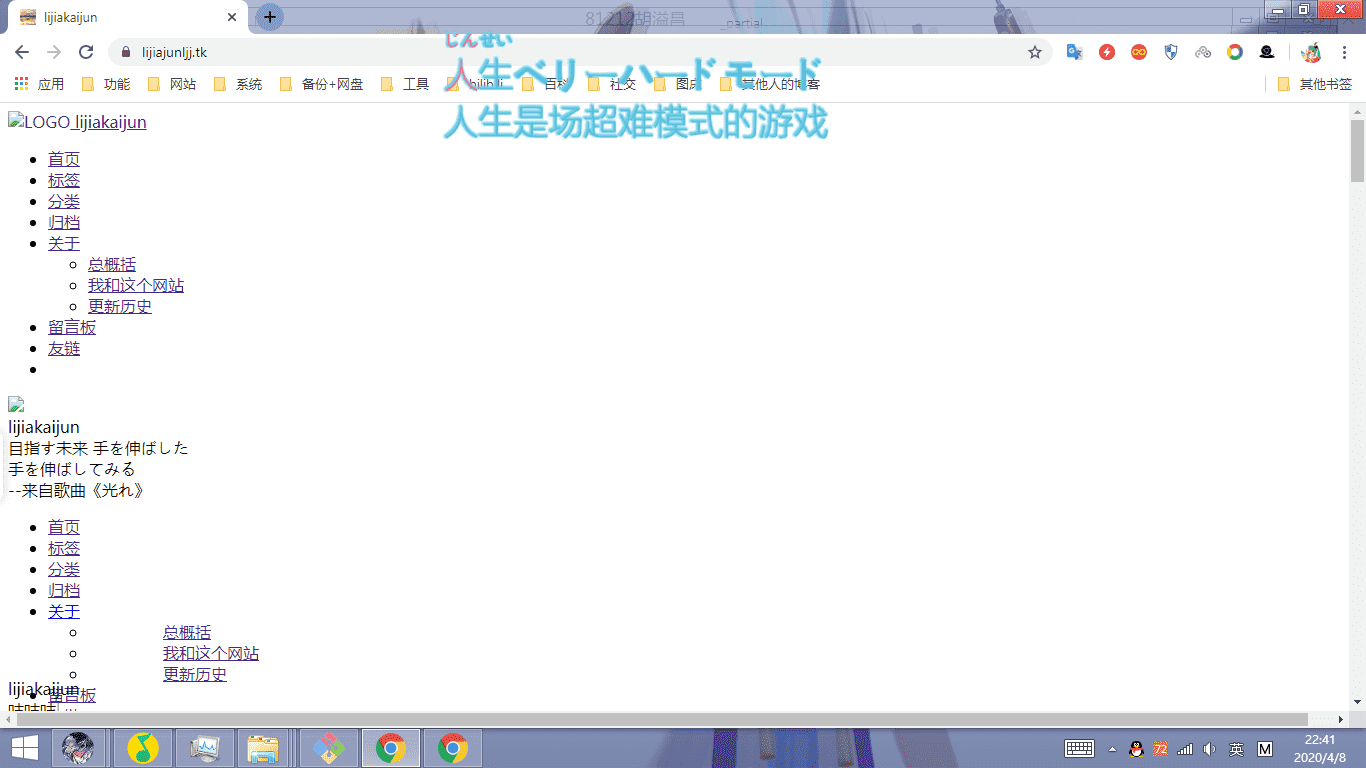 81212胡溢昌
_partial
lijiakaijun
lijiajunljj.tk
じんせい
人生ベリーハードモード
人生是场超难模式的游戏
应用
功能
网站
系统
备份+网盘
工具
bilibili
百科
社交
图床
其他人的博客
其他书签
LOGO lijiakaijun
首页
标签
分类
归档
关于
总概括
我和这个网站
更新历史
留言板
友链
lijiakaijun
目指す未来 手を伸ばした
手を伸ばしてみる
--来自歌曲《光れ》
首页
标签
分类
归档
关于
总概括
我和这个网站
更新历史
lijiakaijun
留言板
72
英
M
22:41
2020/4/8